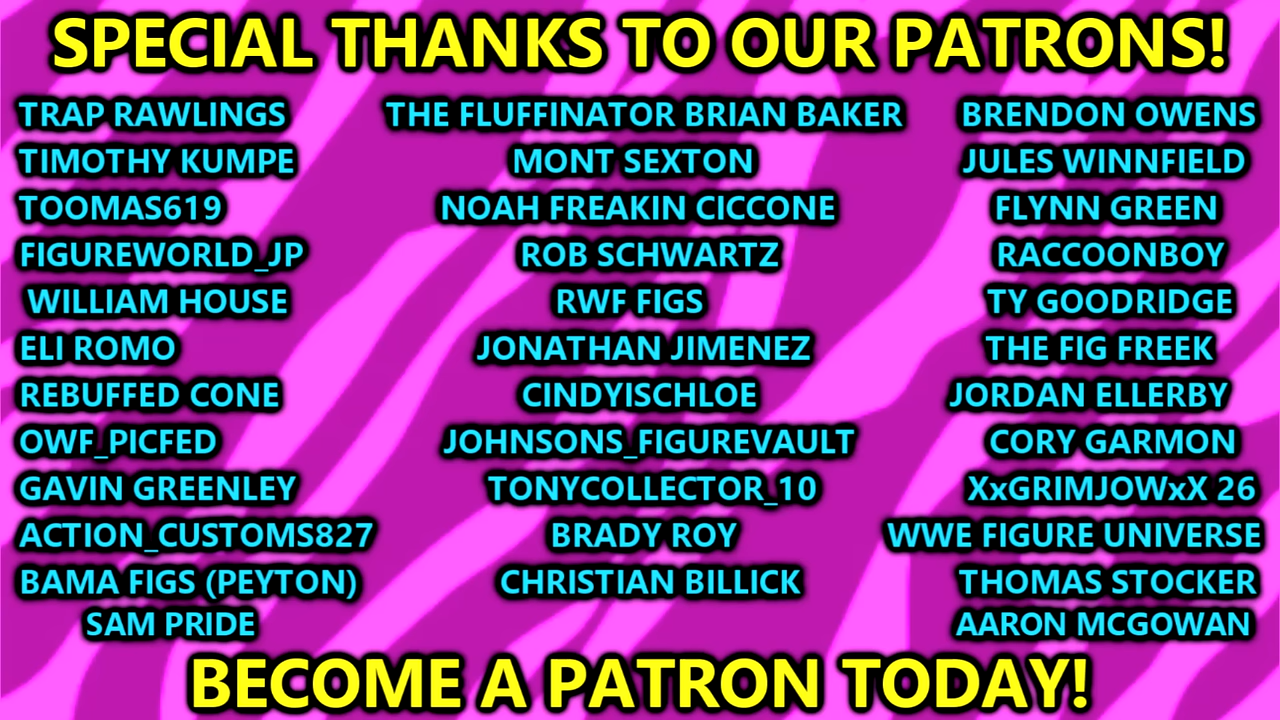 SPECIAL THANKS TO OUR PATRONS!
TRAP RAWLINGS
TIMOTHY KUMPE
TOOMAS619
FIGUREWORLD_JP
WILLIAM HOUSE
ELI ROMO
REBUFFED CONE
OWF_PICFED
GAVIN GREENLEY
ACTION_CUSTOMS827
BAMA FIGS (PEYTON)
SAM PRIDE
THE FLUFFINATOR BRIAN BAKER
MONT SEXTON
NOAH FREAKIN CICCONE
ROB SCHWARTZ
RWF FIGS
JONATHAN JIMENEZ
CINDYISCHLOE
JOHNSONS_FIGUREVAULT
TONYCOLLECTOR_10
BRADY ROY
CHRISTIAN BILLICK
BRENDON OWENS
JULES WINNFIELD
FLYNN GREEN
RACCOONBOY
TY GOODRIDGE
THE FIG FREEK
JORDAN ELLERBY
CORY GARMON
XxGRIMJOWxX 26
WWE FIGURE UNIVERSE
THOMAS STOCKER
AARON MCGOWAN
BECOME A PATRON TODAY!